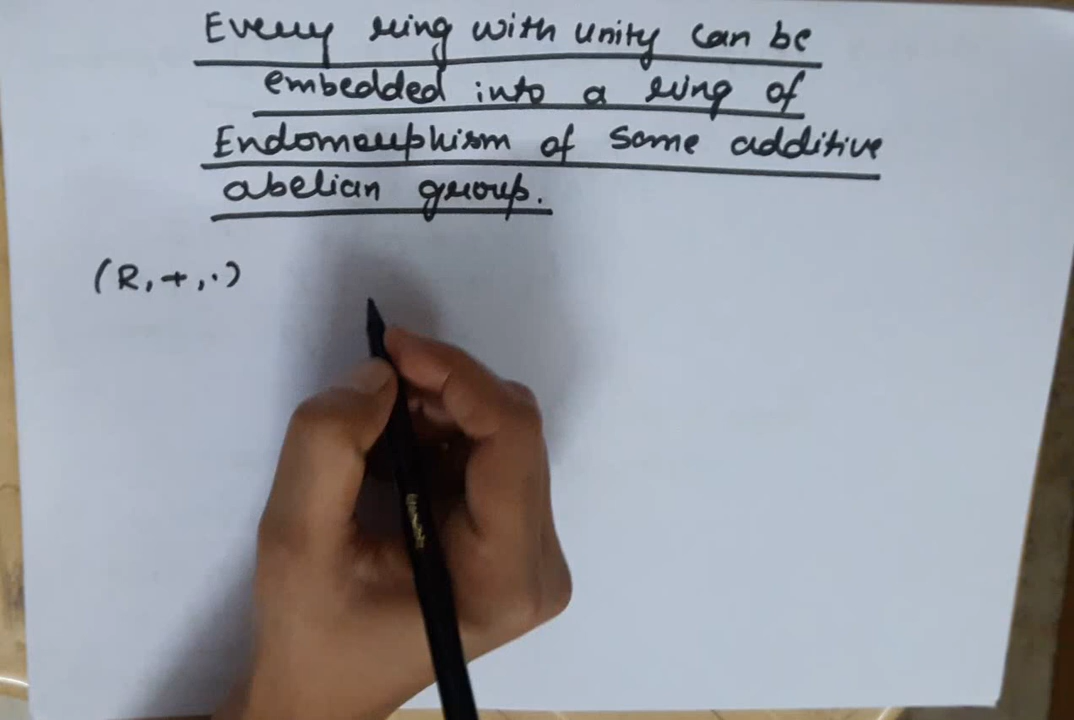 Every ring with unity can be
embedded into a ring of
Endomorphism of some additive
abelian group.
(R, +, ·)